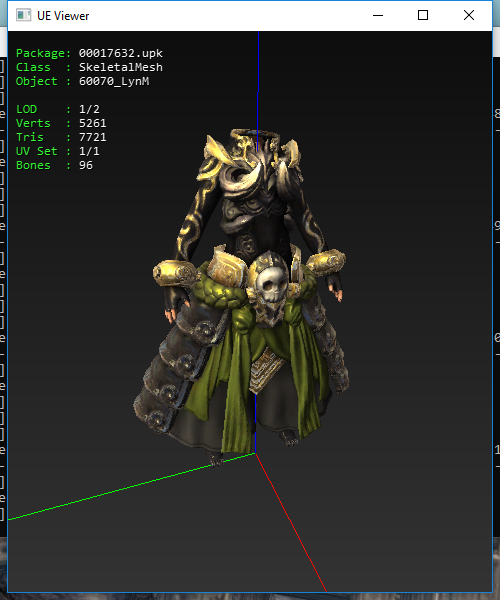 UE Viewer
Package: 00017632.upk
Class : SkeletalMesh
Object : 60070_LynM
LOD : 1/2
Verts : 5261
Tris : 7721
UV Set : 1/1
Bones : 96